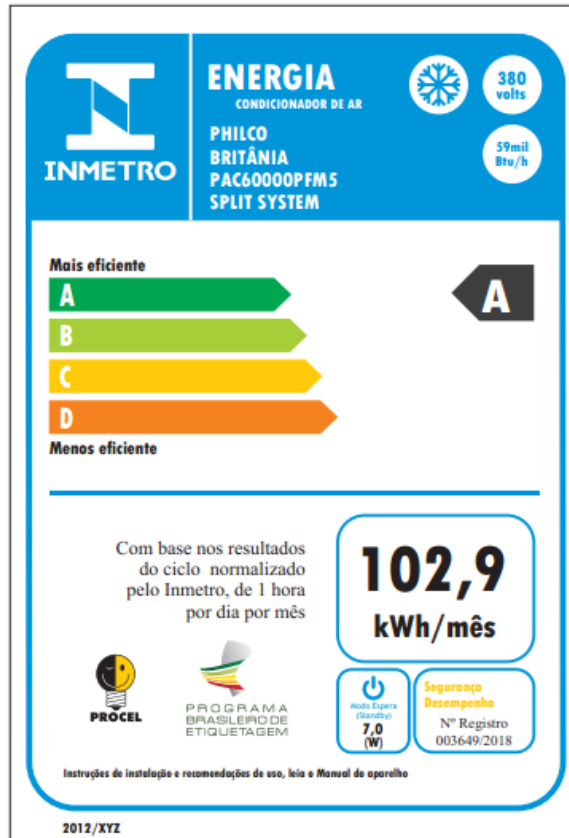 INMETRO
ENERGIA
CONDICIONADOR DE AR
PHILCO
BRITÂNIA
PAC60000PFM5
SPLIT SYSTEM
380
volts
59mil
Btu/h
Mais eficiente
A
A
B
C
D
Menos eficiente
Com base nos resultados
do ciclo normalizado
pelo Inmetro, de 1 hora
por dia por mês
102,9
kWh/mês
PROCEL
PROGRAMA
BRASILEIRO DE
ETIQUETAGEM
Modo Espera
(Standby)
7,0
(W)
Segurança
Desempenho
Nº Registro
003649/2018
Instruções de instalação e recomendações de uso, leia o Manual do aparelho
2012/XYZ